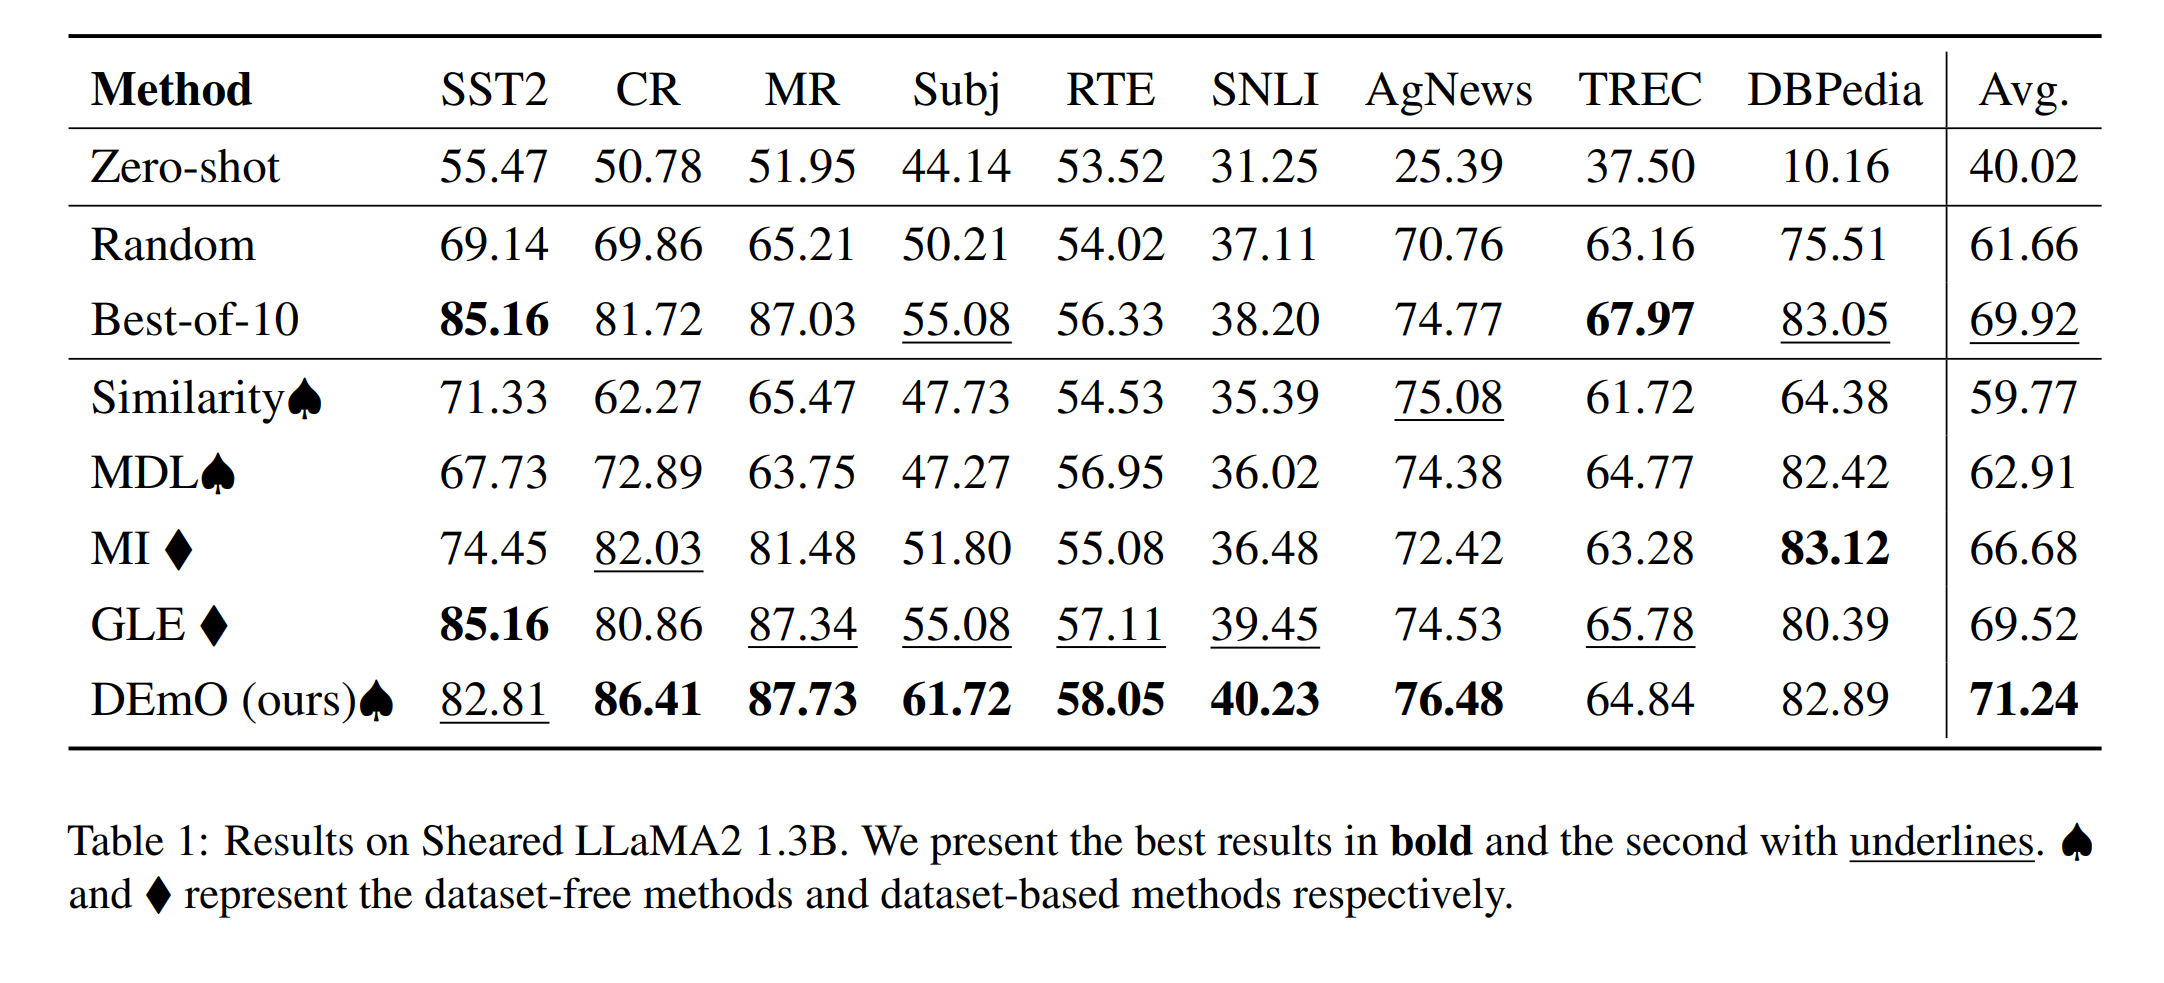 Method SST2 CR MR Subj RTE SNLI AgNews TREC DBPedia Avg.
Zero-shot 55.47 50.78 51.95 44.14 53.52 31.25 25.39 37.50 10.16 40.02
Random 69.14 69.86 65.21 50.21 54.02 37.11 70.76 63.16 75.51 61.66
Best-of-10 85.16 81.72 87.03 55.08 56.33 38.20 74.77 67.97 83.05 69.92
Similarity♠ 71.33 62.27 65.47 47.73 54.53 35.39 75.08 61.72 64.38 59.77
MDL♠ 67.73 72.89 63.75 47.27 56.95 36.02 74.38 64.77 82.42 62.91
MI ♦ 74.45 82.03 81.48 51.80 55.08 36.48 72.42 63.28 83.12 66.68
GLE ♦ 85.16 80.86 87.34 55.08 57.11 39.45 74.53 65.78 80.39 69.52
DEmO (ours)♠ 82.81 86.41 87.73 61.72 58.05 40.23 76.48 64.84 82.89 71.24
Table 1: Results on Sheared LLaMA2 1.3B. We present the best results in bold and the second with underlines. ♠
and ♦ represent the dataset-free methods and dataset-based methods respectively.